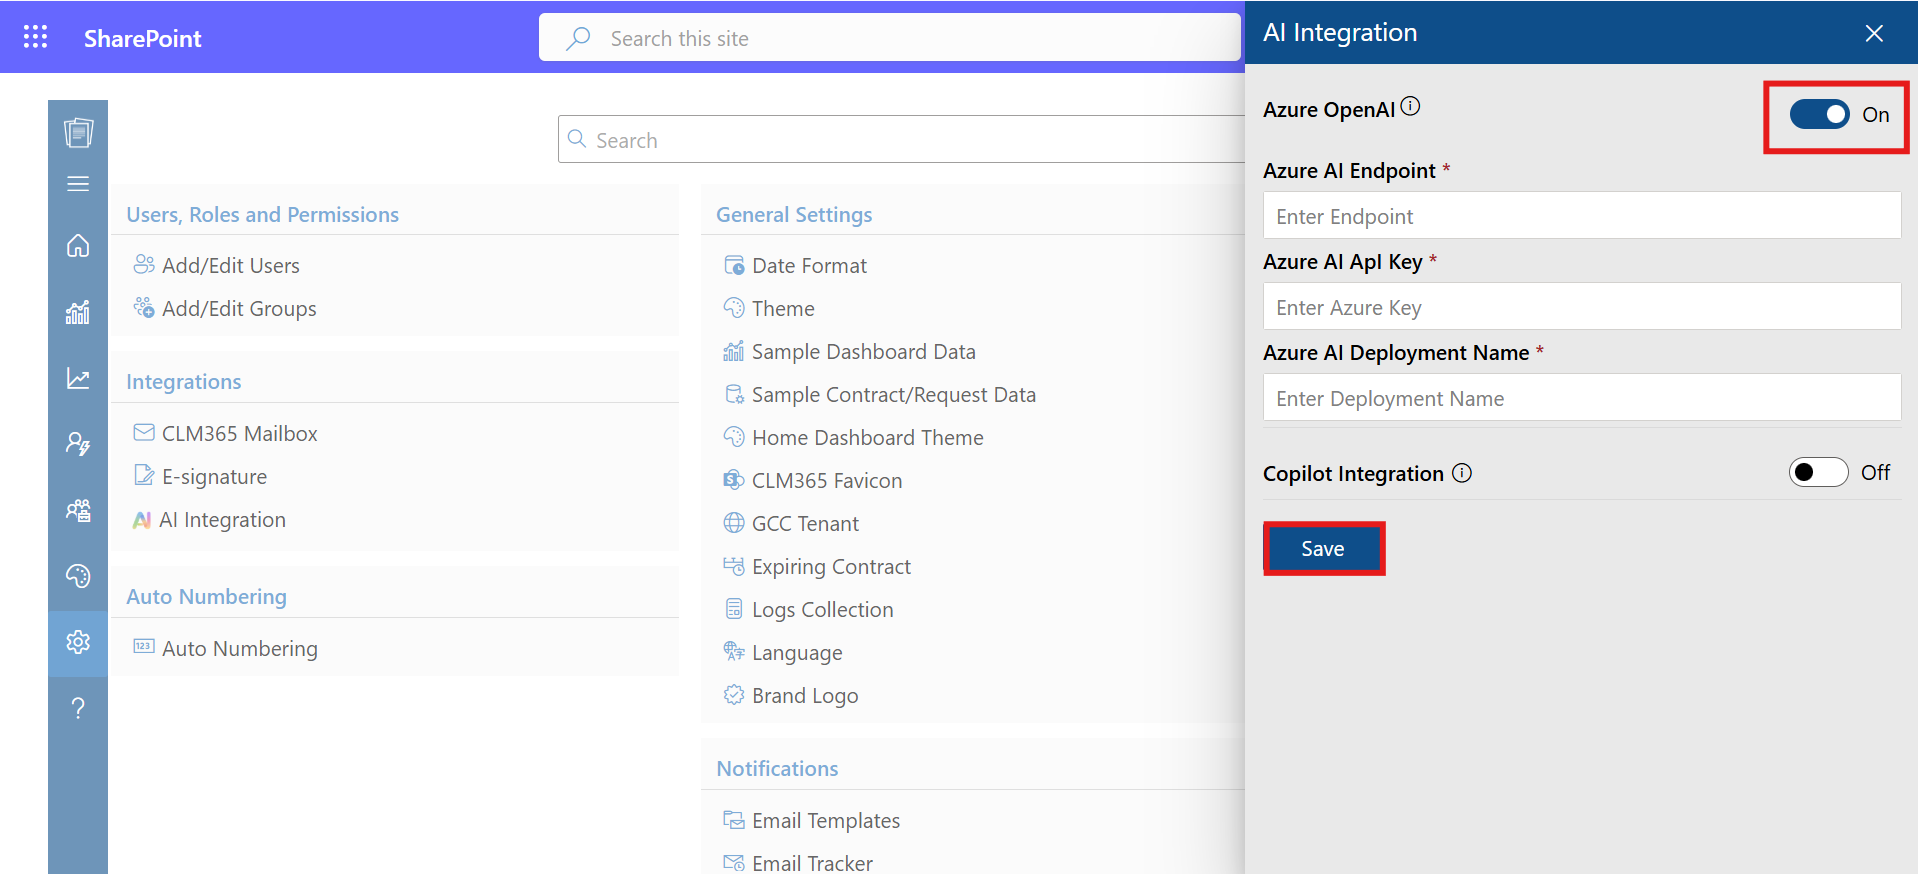 SharePoint
Search this site
Search
Users, Roles and Permissions
Add/Edit Users
Add/Edit Groups
Integrations
CLM365 Mailbox
E-signature
AI Integration
Auto Numbering
123 Auto Numbering
General Settings
Date Format
Theme
Sample Dashboard Data
Sample Contract/Request Data
Home Dashboard Theme
CLM365 Favicon
GCC Tenant
Expiring Contract
Logs Collection
Language
Brand Logo
Notifications
Email Templates
Email Tracker
AI Integration
Azure OpenAI
On
Azure AI Endpoint *
Enter Endpoint
Azure AI ApI Key *
Enter Azure Key
Azure AI Deployment Name *
Enter Deployment Name
Copilot Integration
Off
Save